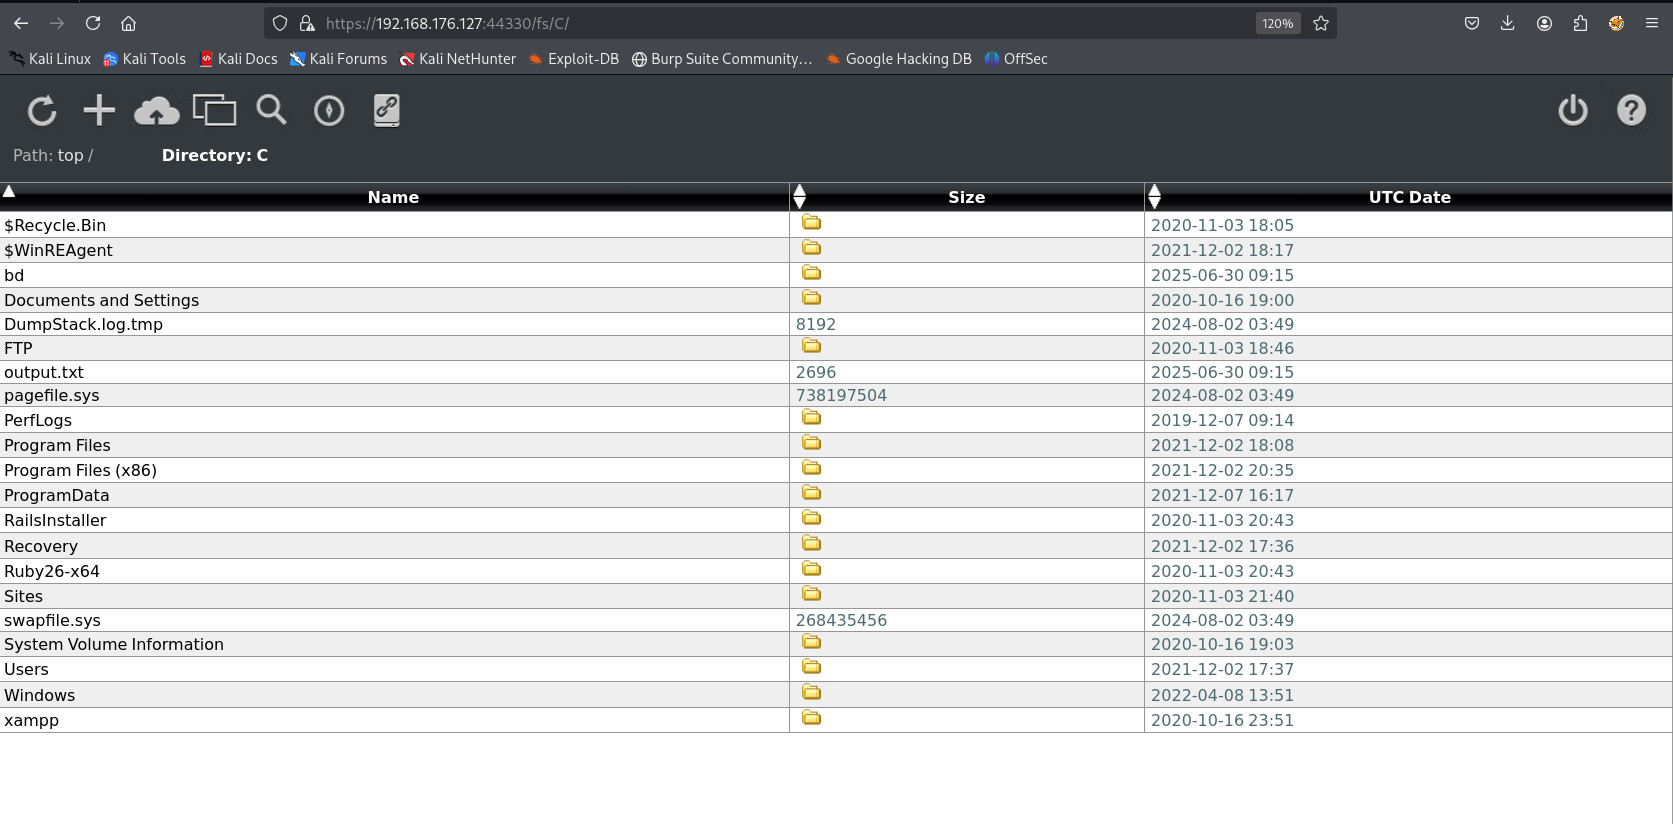 https://192.168.176.127:44330/fs/C/ 120%
Kali Linux Kali Tools Kali Docs Kali Forums Kali NetHunter Exploit-DB Burp Suite Community… Google Hacking DB OffSec
Path: top / Directory: C
Name Size UTC Date
$Recycle.Bin 2020-11-03 18:05
$WinREAgent 2021-12-02 18:17
bd 2025-06-30 09:15
Documents and Settings 2020-10-16 19:00
DumpStack.log.tmp 8192 2024-08-02 03:49
FTP 2020-11-03 18:46
output.txt 2696 2025-06-30 09:15
pagefile.sys 738197504 2024-08-02 03:49
PerfLogs 2019-12-07 09:14
Program Files 2021-12-02 18:08
Program Files (x86) 2021-12-02 20:35
ProgramData 2021-12-07 16:17
RailsInstaller 2020-11-03 20:43
Recovery 2021-12-02 17:36
Ruby26-x64 2020-11-03 20:43
Sites 2020-11-03 21:40
swapfile.sys 268435456 2024-08-02 03:49
System Volume Information 2020-10-16 19:03
Users 2021-12-02 17:37
Windows 2022-04-08 13:51
xampp 2020-10-16 23:51